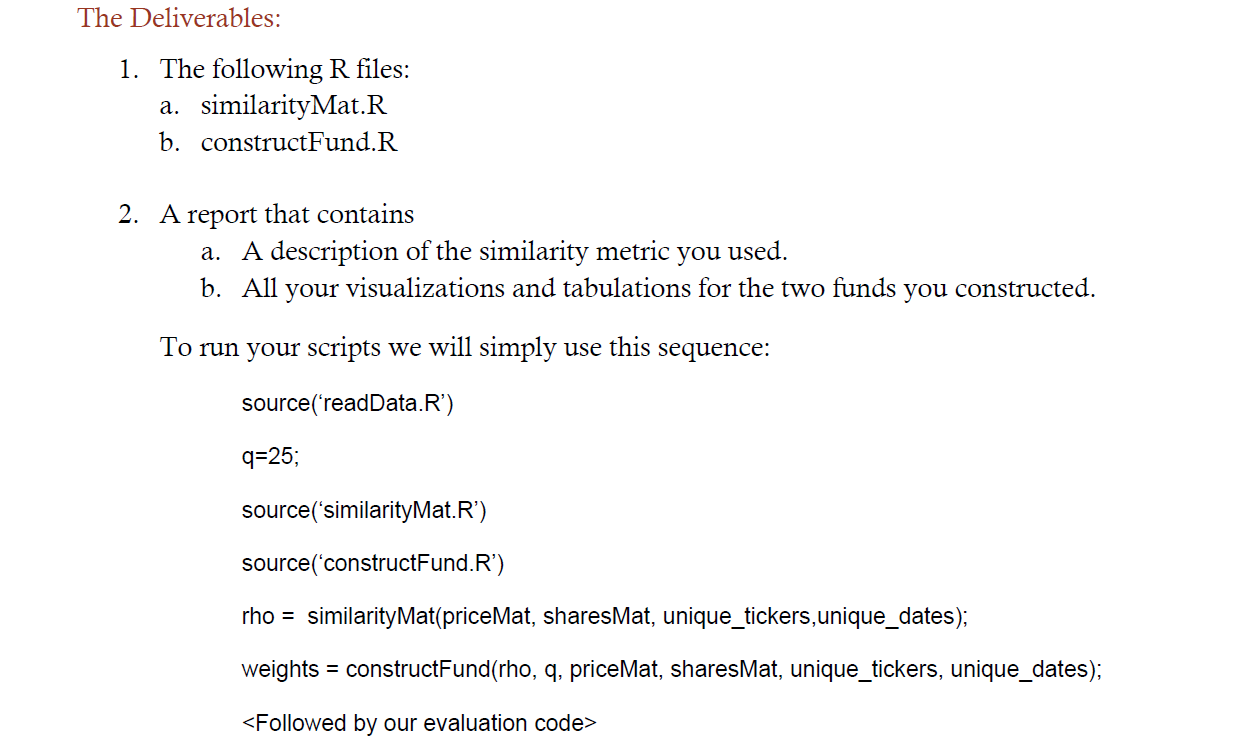 The Deliverables:
1. The following R files:
a. similarityMat.R
b. constructFund.R
2. A report that contains
a. A description of the similarity metric you used.
b. All your visualizations and tabulations for the two funds you constructed.
To run your scripts we will simply use this sequence:
source(‘readData.R’)
q=25;
source(‘similarityMat.R’)
source(‘constructFund.R’)
rho =  similarityMat(priceMat, sharesMat, unique_tickers,unique_dates);
weights = constructFund(rho, q, priceMat, sharesMat, unique_tickers, unique_dates);
<Followed by our evaluation code>